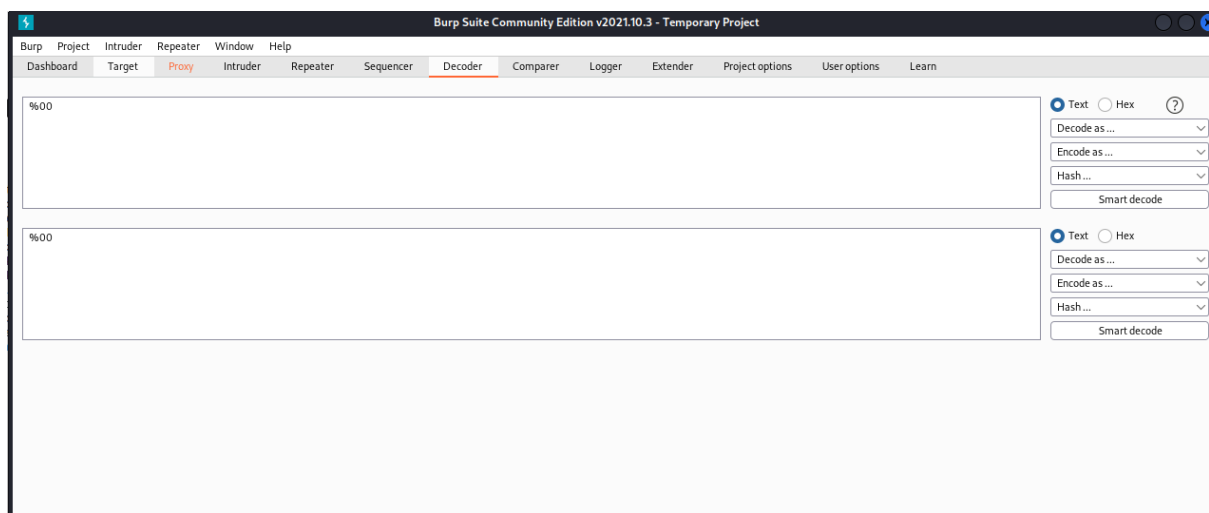 Burp Suite Community Edition v2021.10.3 - Temporary Project
Burp Project Intruder Repeater Window Help
Dashboard Target Proxy Intruder Repeater Sequencer Decoder Comparer Logger Extender Project options User options Learn
%00
Text Hex ?
Decode as ...
Encode as ...
Hash ...
Smart decode
%00
Text Hex
Decode as ...
Encode as ...
Hash ...
Smart decode